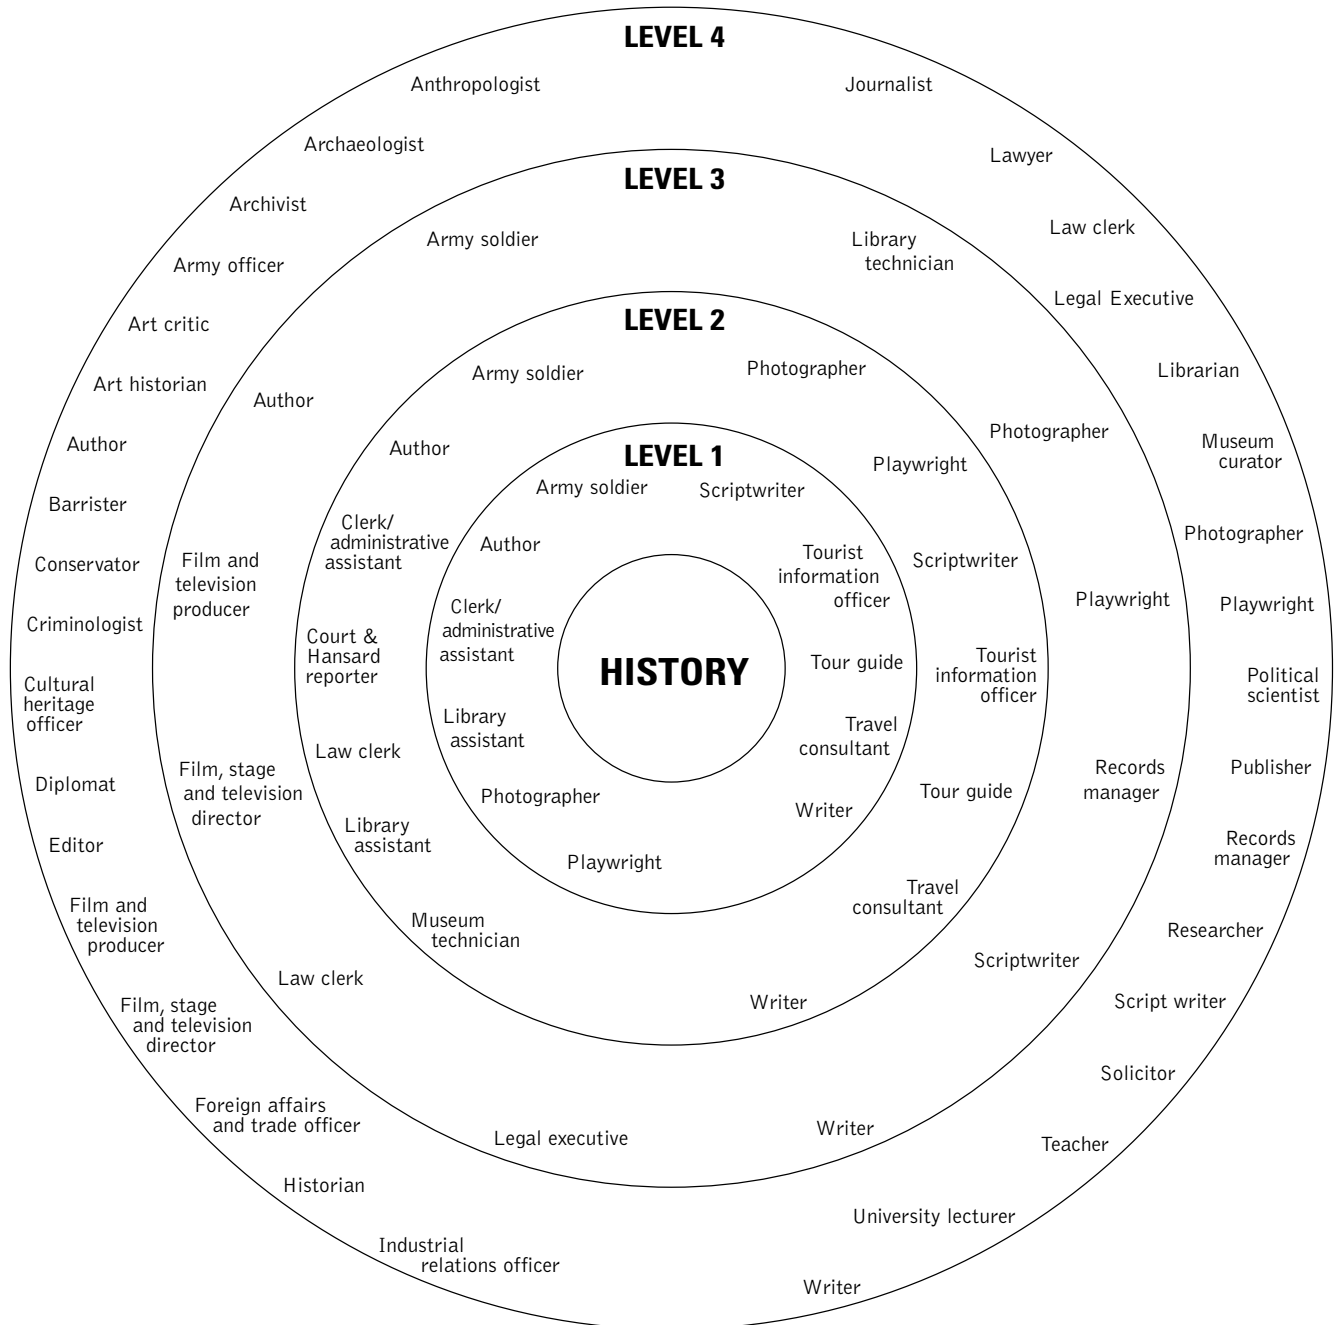 LEVEL 4
Anthropologist
Archaeologist
Archivist
Army officer
Art critic
Art historian
Author
Barrister
Conservator
Criminologist
Cultural
heritage
officer
Diplomat
Editor
Film and
television
producer
Film, stage
and television
director
Foreign affairs
and trade officer
Historian
Industrial
relations officer
Journalist
Lawyer
Law clerk
Legal Executive
Librarian
Museum
curator
Photographer
Playwright
Political
scientist
Publisher
Records
manager
Researcher
Script writer
Solicitor
Teacher
University lecturer
Writer
LEVEL 3
Army soldier
Author
Film and
television
producer
Film, stage
and television
director
Law clerk
Legal executive
Library
technician
Photographer
Playwright
Records
manager
Scriptwriter
Writer
LEVEL 2
Army soldier
Author
Clerk/
administrative
assistant
Court &
Hansard
reporter
Law clerk
Library
assistant
Museum
technician
Photographer
Playwright
Scriptwriter
Tourist
information
officer
Tour guide
Travel
consultant
Writer
LEVEL 1
Army soldier
Author
Clerk/
administrative
assistant
Library
assistant
Photographer
Playwright
Scriptwriter
Tourist
information
officer
Tour guide
Travel
consultant
Writer
HISTORY